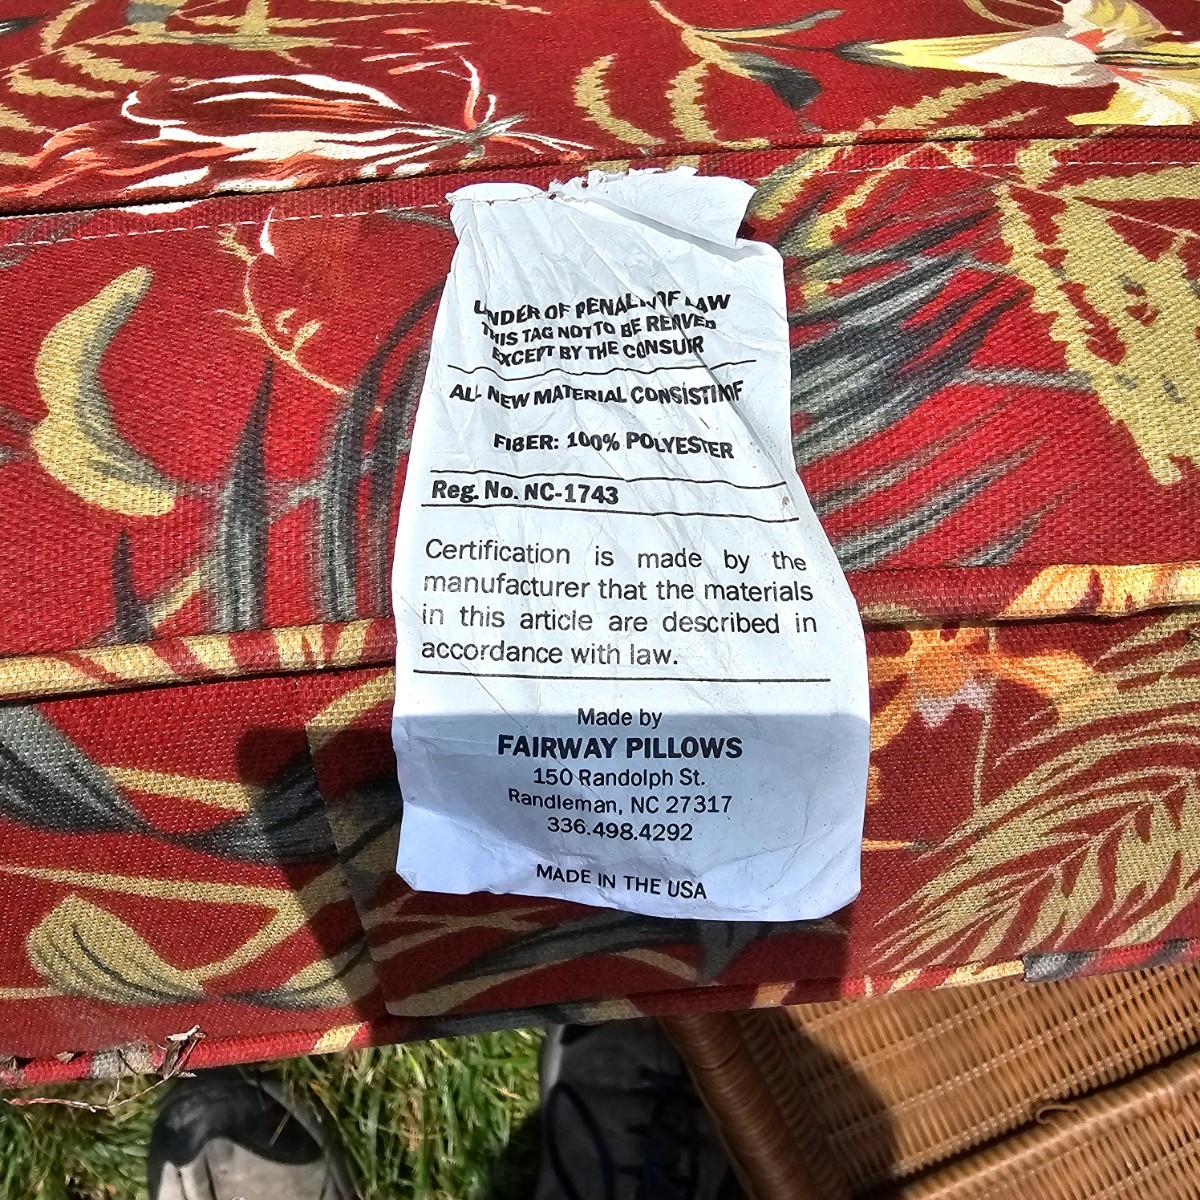 UNDER OF PENALTY OF LAW
THIS TAG NOT TO BE REMVED
EXCEPT BY THE CONSUER
ALL NEW MATERIAL CONSISTING OF
FIBER: 100% POLYESTER
Reg. No. NC-1743
Certification is made by the
manufacturer that the materials
in this article are described in
accordance with law.
Made by
FAIRWAY PILLOWS
150 Randolph St.
Randleman, NC 27317
336.498.4292
MADE IN THE USA